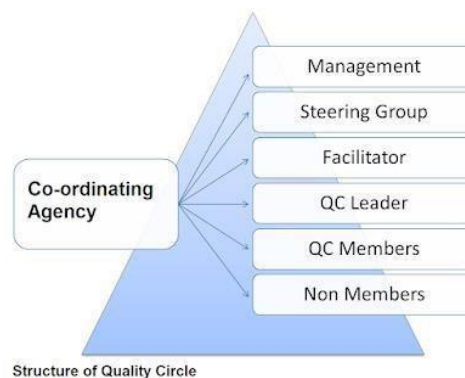 Management
Steering Group
Facilitator
Co-ordinating
Agency
QC Leader
QC Members
Non Members
Structure of Quality Circle